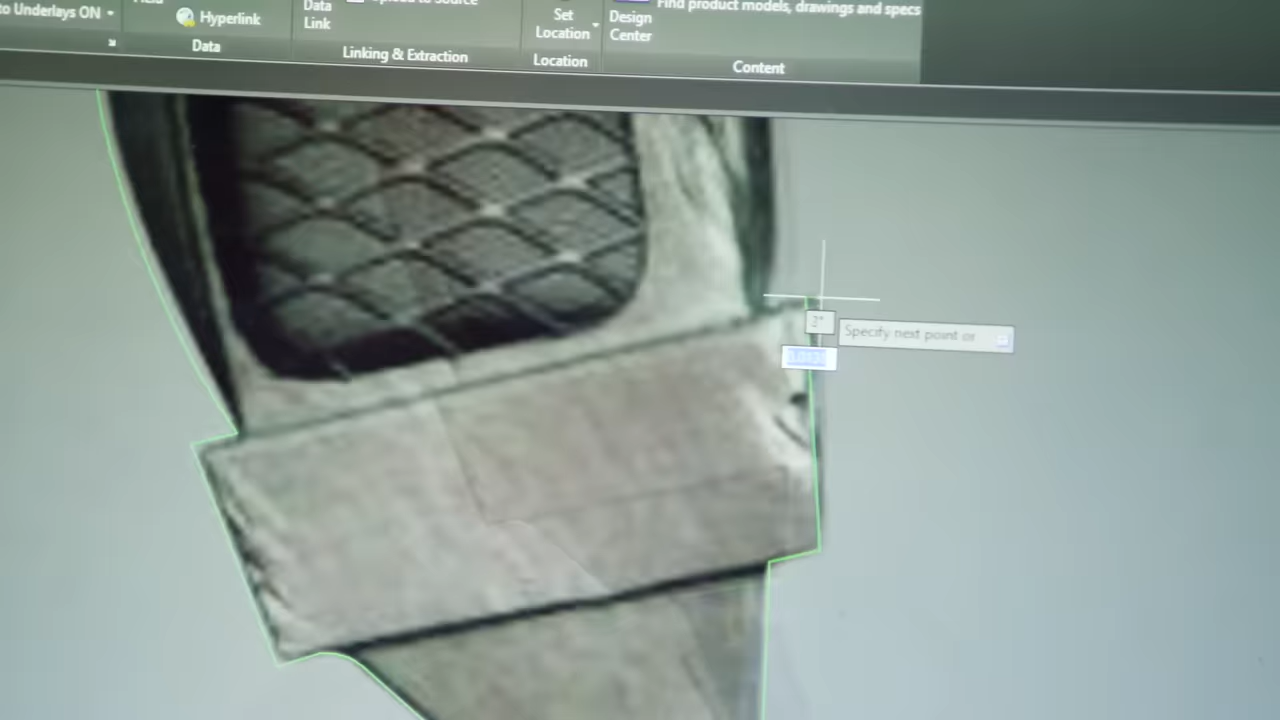 to Underlays ON
Hyperlink
Data
Data
Link
Linking & Extraction
Set
Location
Location
Design
Center
Find product models, drawings and specs
Content
Specify next point or